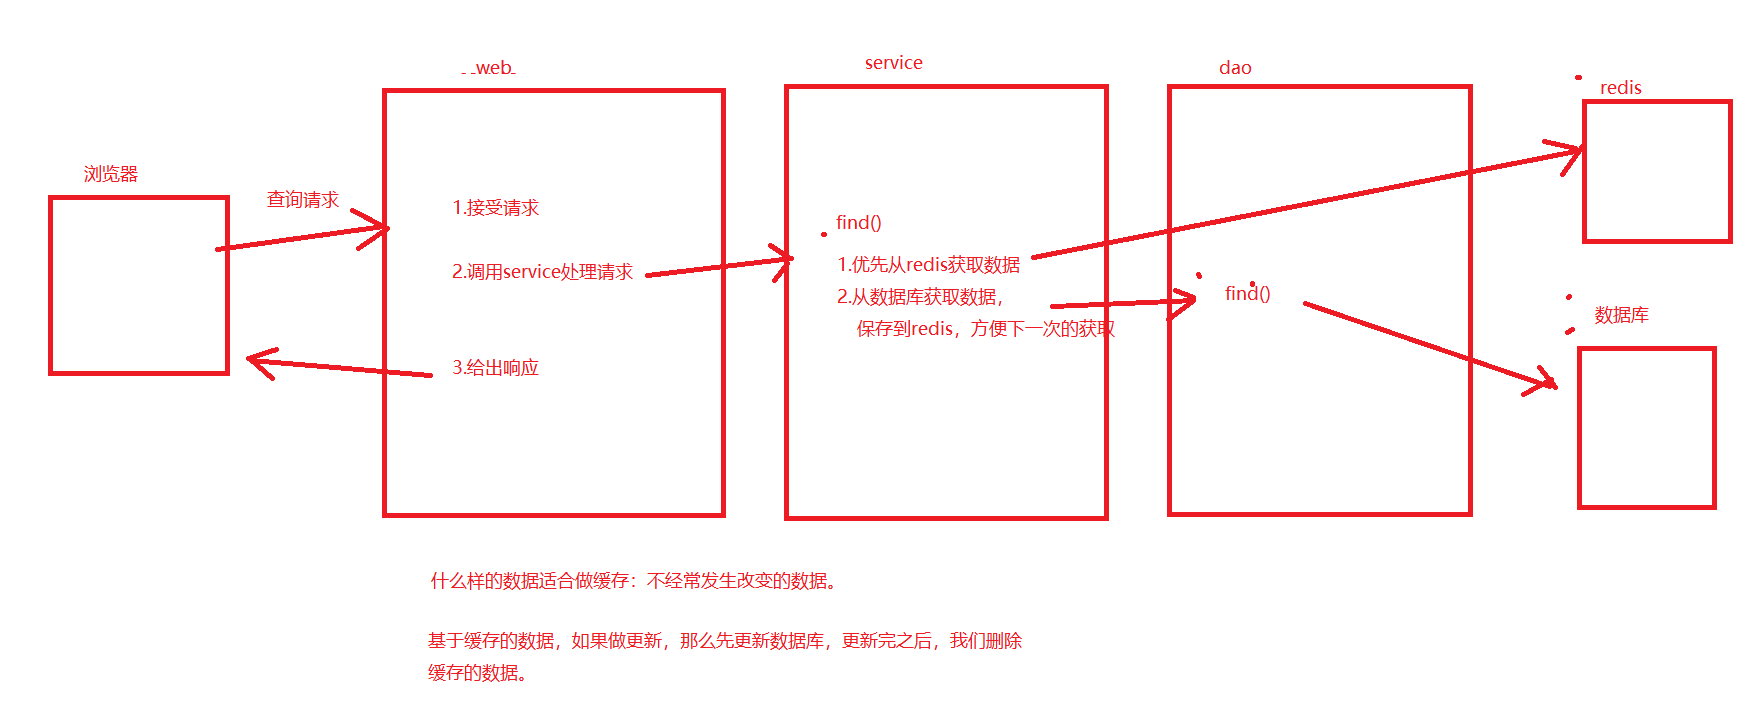 web
service
dao
redis
浏览器
查询请求
1.接受请求
2.调用service处理请求
3.给出响应
find()
1.优先从redis获取数据
2.从数据库获取数据，
保存到redis，方便下一次的获取
find()
数据库
什么样的数据适合做缓存：不经常发生改变的数据。
基于缓存的数据，如果做更新，那么先更新数据库，更新完之后，我们删除
缓存的数据。